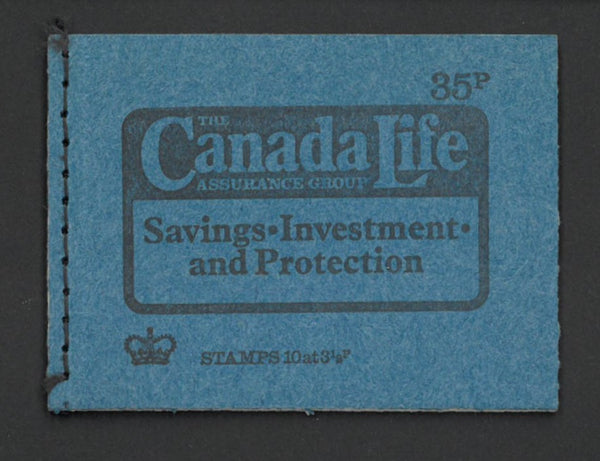 35P
THE
Canada Life
ASSURANCE GROUP
Savings•Investment•
and Protection
STAMPS 10 at 3½P